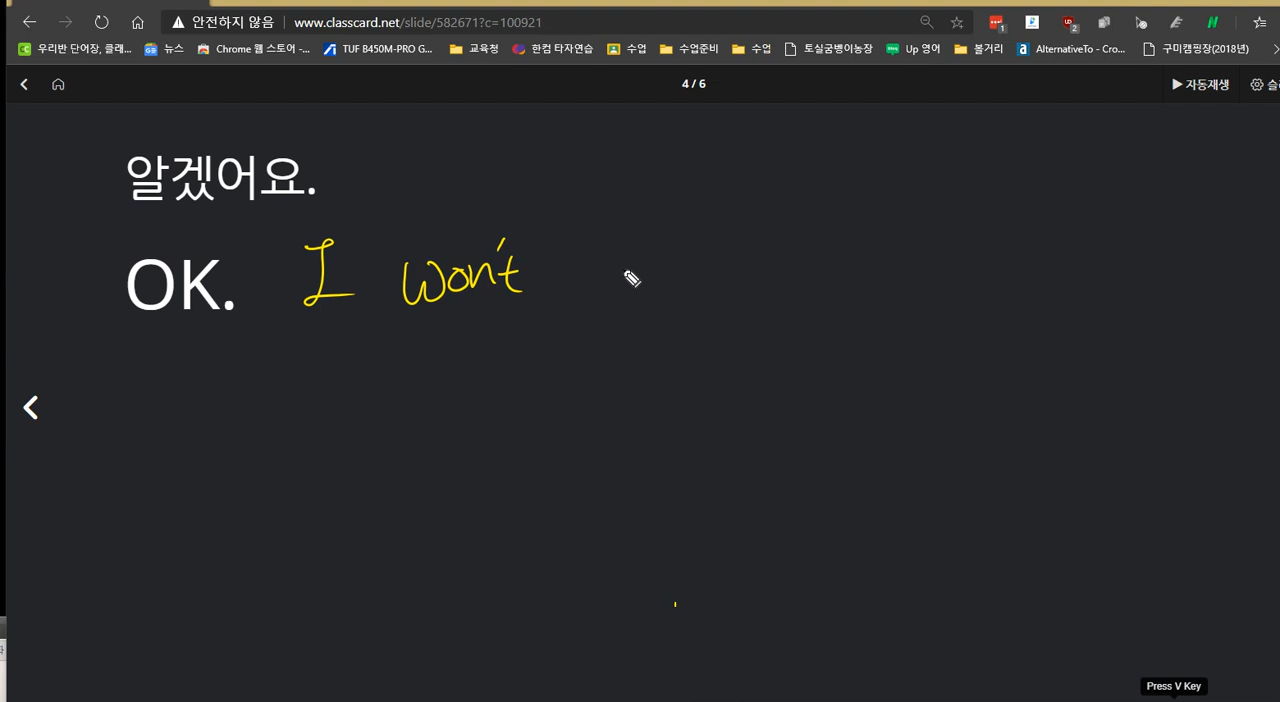 안전하지 않음 www.classcard.net/slide/582671?c=100921
우리반 단어장, 클래... 뉴스 Chrome 웹 스토어 -... TUF B450M-PRO G... 교육청 한컴 타자연습 수업 수업준비 수업 토실굼벵이농장 Up 영어 볼거리 AlternativeTo - Cro... 구미캠핑장(2018년)
4 / 6 자동재생
알겠어요.
OK. I won't
Press V Key